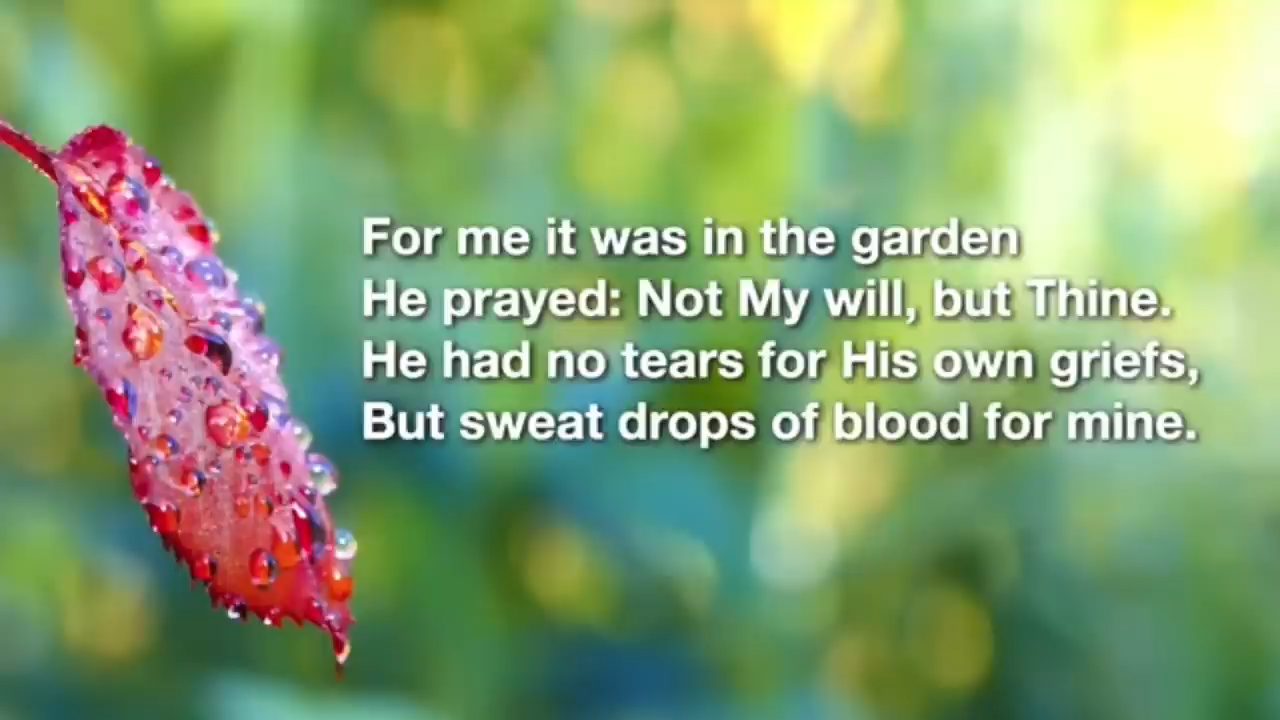 For me it was in the garden
He prayed: Not My will, but Thine.
He had no tears for His own griefs,
But sweat drops of blood for mine.